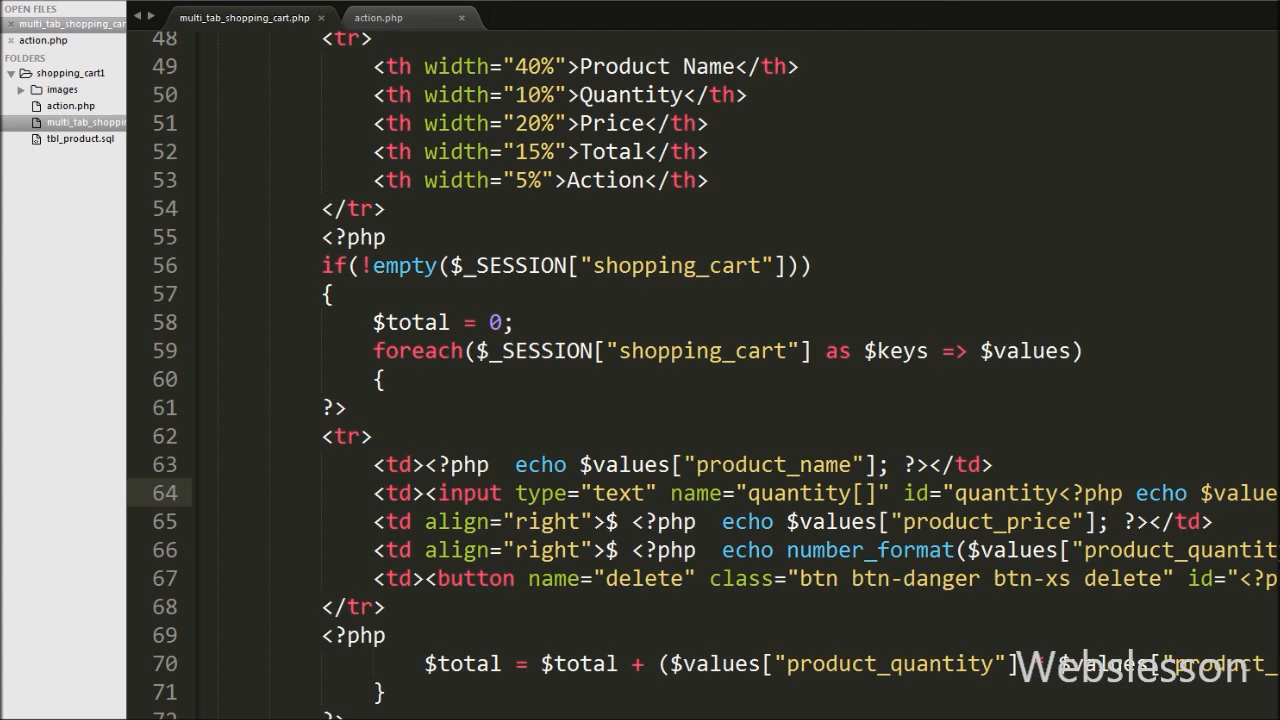 OPEN FILES
multi_tab_shopping_car
action.php
FOLDERS
shopping_cart1
images
action.php
multi_tab_shoppi
tbl_product.sql
multi_tab_shopping_cart.php
action.php
48 <tr>
49 <th width="40%">Product Name</th>
50 <th width="10%">Quantity</th>
51 <th width="20%">Price</th>
52 <th width="15%">Total</th>
53 <th width="5%">Action</th>
54 </tr>
55 <?php
56 if(!empty($_SESSION["shopping_cart"]))
57 {
58 $total = 0;
59 foreach($_SESSION["shopping_cart"] as $keys => $values)
60 {
61 ?>
62 <tr>
63 <td><?php  echo $values["product_name"]; ?></td>
64 <td><input type="text" name="quantity[]" id="quantity<?php echo $value
65 <td align="right">$ <?php  echo $values["product_price"]; ?></td>
66 <td align="right">$ <?php  echo number_format($values["product_quantit
67 <td><button name="delete" class="btn btn-danger btn-xs delete" id="<?p
68 </tr>
69 <?php
70 $total = $total + ($values["product_quantity"] * $values["product_
71 }
72 ?>
Webslesson